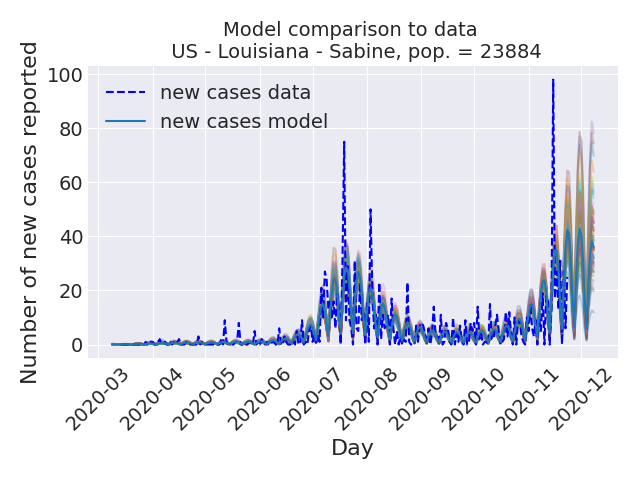 Model comparison to data
US - Louisiana - Sabine, pop. = 23884
Number of new cases reported
100
80
60
40
20
0
new cases data
new cases model
2020-03
2020-04
2020-05
2020-06
2020-07
2020-08
2020-09
2020-10
2020-11
2020-12
Day